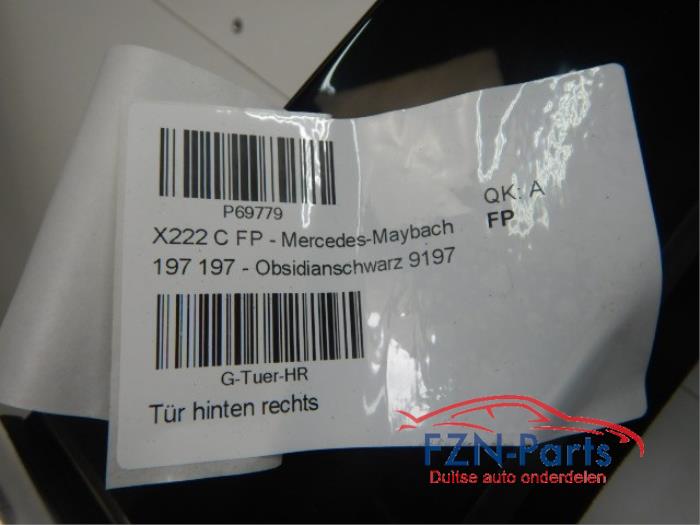 P69779
QK: A
FP
X222 C FP - Mercedes-Maybach
197 197 - Obsidianschwarz 9197
G-Tuer-HR
Tür hinten rechts
FZN-Parts
Duitse auto onderdelen